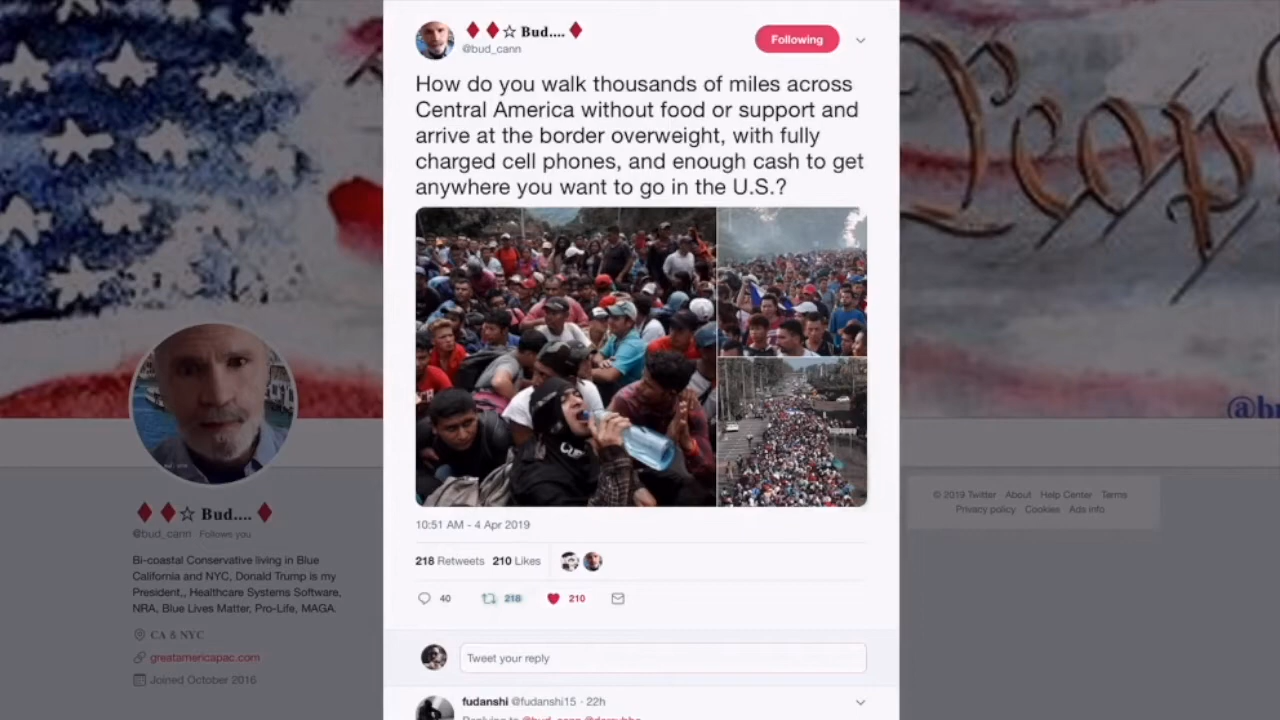 ♦♦☆ Bud.... ♦
@bud_cann
Following
How do you walk thousands of miles across
Central America without food or support and
arrive at the border overweight, with fully
charged cell phones, and enough cash to get
anywhere you want to go in the U.S.?
10:51 AM - 4 Apr 2019
218 Retweets 210 Likes
40 218 210
Tweet your reply
fudanshi @fudanshi15 · 22h
♦♦☆ Bud.... ♦
@bud_cann Follows you
Bi-coastal Conservative living in Blue
California and NYC, Donald Trump is my
President,, Healthcare Systems Software,
NRA, Blue Lives Matter, Pro-Life, MAGA.
CA & NYC
greatamericapac.com
Joined October 2016
Peop
@bu
© 2019 Twitter About Help Center Terms
Privacy policy Cookies Ads info